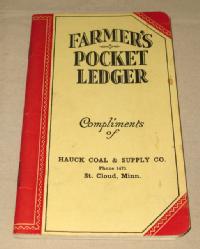 FARMER'S
POCKET
LEDGER
Compliments
of
HAUCK COAL & SUPPLY CO.
Phone 1471
St. Cloud, Minn.